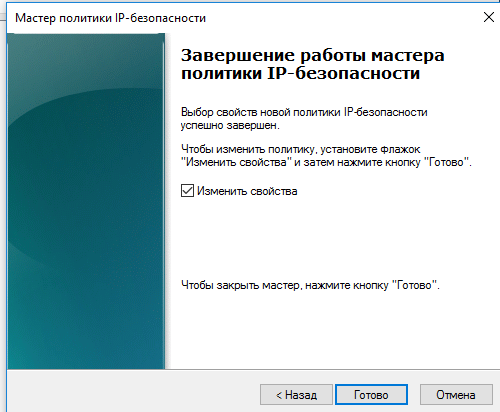 Мастер политики IP-безопасности
Завершение работы мастера
политики IP-безопасности
Выбор свойств новой политики IP-безопасности
успешно завершен.
Чтобы изменить политику, установите флажок
"Изменить свойства" и затем нажмите кнопку "Готово".
Изменить свойства
Чтобы закрыть мастер, нажмите кнопку "Готово".
< Назад
Готово
Отмена